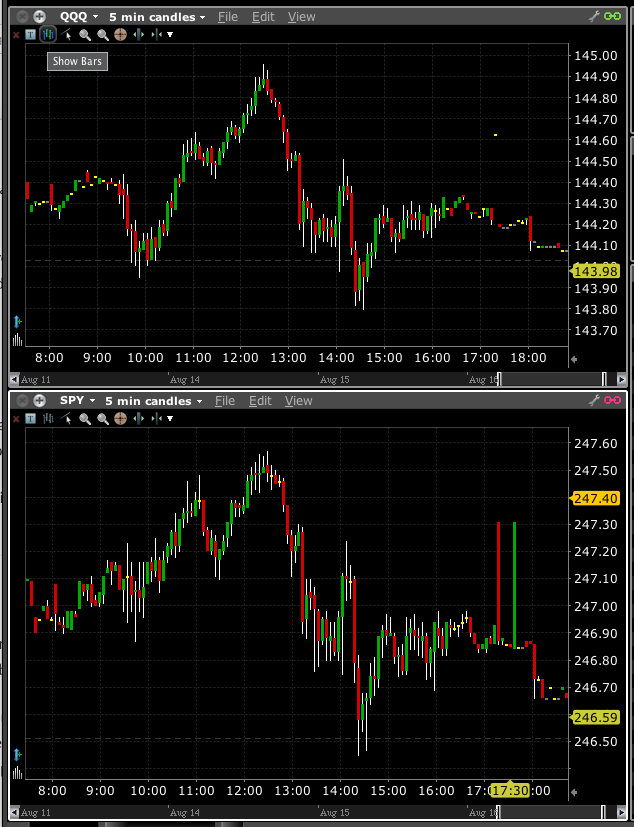 QQQ 5 min candles File Edit View
T
Show Bars
145.00
144.90
144.80
144.70
144.60
144.50
144.40
144.30
144.20
144.10
143.98
143.90
143.80
143.70
8:00 9:00 10:00 11:00 12:00 13:00 14:00 15:00 16:00 17:00 18:00
Aug 11 Aug 14 Aug 15 Aug 16
SPY 5 min candles File Edit View
T
247.60
247.50
247.40
247.30
247.20
247.10
247.00
246.90
246.80
246.70
246.59
246.50
8:00 9:00 10:00 11:00 12:00 13:00 14:00 15:00 16:00 17:0 17:30 :00
Aug 11 Aug 14 Aug 15 Aug 16